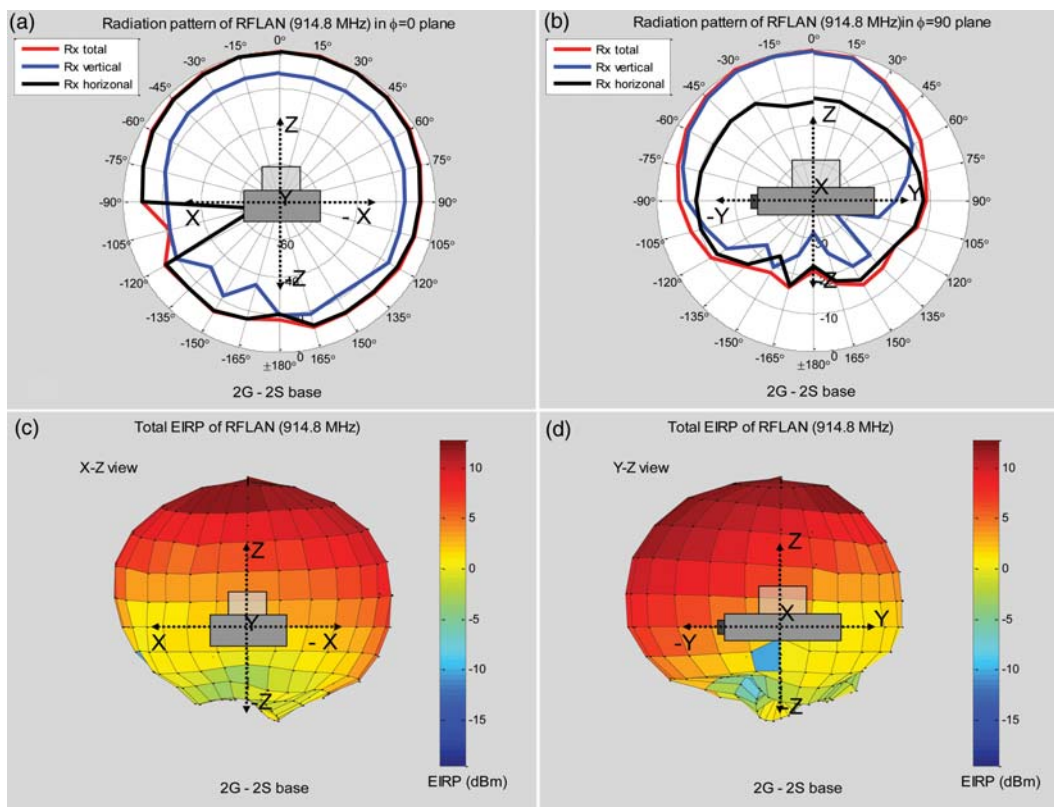 (a)
Radiation pattern of RFLAN (914.8 MHz) in ϕ=0 plane
Rx total
Rx vertical
Rx horizonal
0°
-15°
15°
-30°
30°
-45°
45°
-60°
60°
-75°
75°
-90°
90°
-105°
105°
-120°
120°
-135°
135°
-150°
150°
-165°
165°
±180°
0
Z
Y
X
- X
-Z
2G - 2S base
(b)
Radiation pattern of RFLAN (914.8 MHz)in ϕ=90 plane
Rx total
Rx vertical
Rx horizonal
0°
-15°
15°
-30°
30°
-45°
45°
-60°
60°
-75°
75°
-90°
90°
-105°
105°
-120°
120°
-135°
135°
-150°
150°
-165°
165°
±180°
0
-10
Z
X
-Y
Y
-Z
2G - 2S base
(c)
Total EIRP of RFLAN (914.8 MHz)
X-Z view
Z
Y
X
- X
-Z
10
5
0
-5
-10
-15
EIRP (dBm)
2G - 2S base
(d)
Total EIRP of RFLAN (914.8 MHz)
Y-Z view
Z
X
-Y
Y
-Z
10
5
0
-5
-10
-15
EIRP (dBm)
2G - 2S base